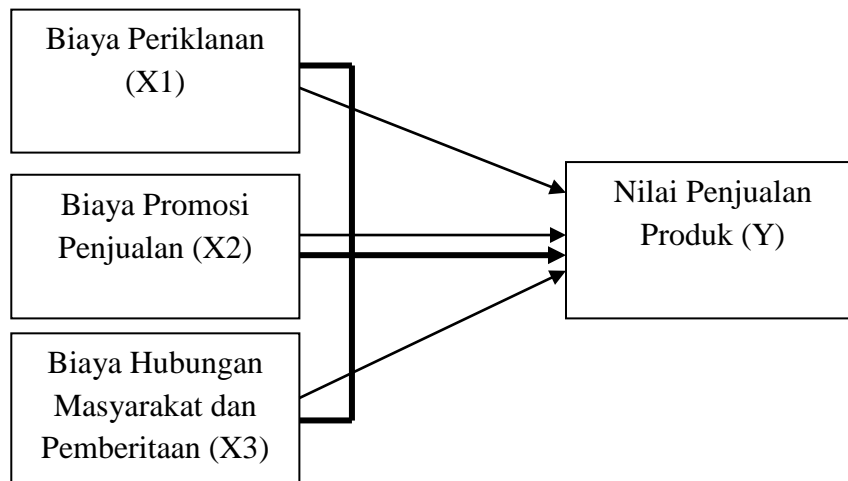 Biaya Periklanan
(X1)
Biaya Promosi
Penjualan (X2)
Biaya Hubungan
Masyarakat dan
Pemberitaan (X3)
Nilai Penjualan
Produk (Y)